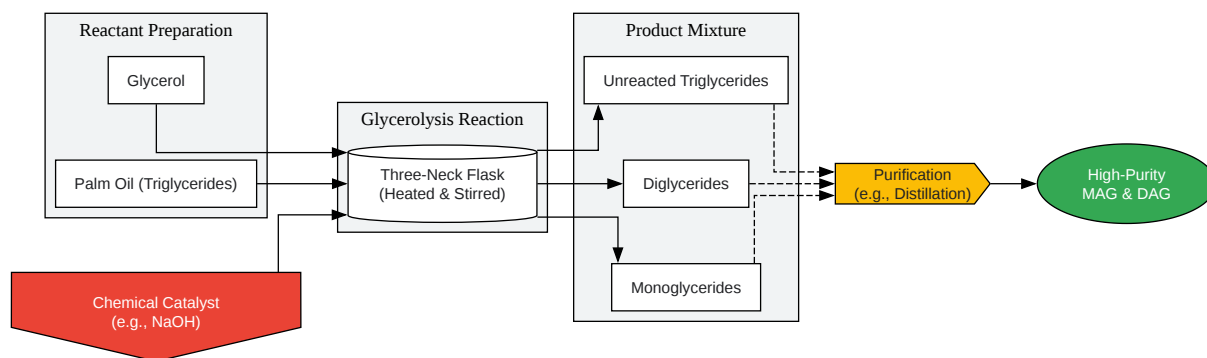 Reactant Preparation
Glycerol
Palm Oil (Triglycerides)
Chemical Catalyst
(e.g., NaOH)
Glycerolysis Reaction
Three-Neck Flask
(Heated & Stirred)
Product Mixture
Unreacted Triglycerides
Diglycerides
Monoglycerides
Purification
(e.g., Distillation)
High-Purity
MAG & DAG